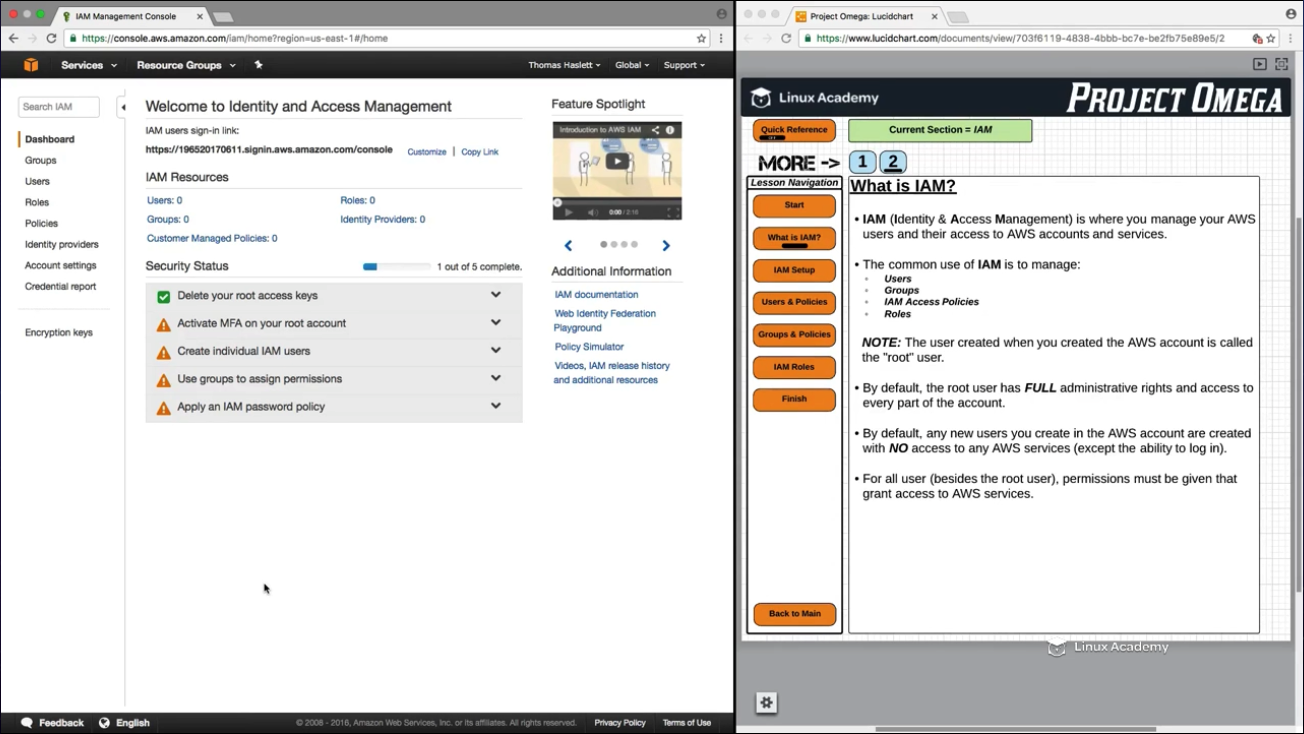 IAM Management Console
https://console.aws.amazon.com/iam/home?region=us-east-1#/home
Services
Resource Groups
Thomas Haslett
Global
Support
Search IAM
Dashboard
Groups
Users
Roles
Policies
Identity providers
Account settings
Credential report
Encryption keys
Welcome to Identity and Access Management
IAM users sign-in link:
https://196520170611.signin.aws.amazon.com/console
Customize | Copy Link
IAM Resources
Users: 0
Roles: 0
Groups: 0
Identity Providers: 0
Customer Managed Policies: 0
Security Status
1 out of 5 complete.
Delete your root access keys
Activate MFA on your root account
Create individual IAM users
Use groups to assign permissions
Apply an IAM password policy
Feature Spotlight
Introduction to AWS IAM
0:00 / 2:10
Additional Information
IAM documentation
Web Identity Federation
Playground
Policy Simulator
Videos, IAM release history
and additional resources
Feedback
English
© 2008 - 2016, Amazon Web Services, Inc. or its affiliates. All rights reserved.
Privacy Policy
Terms of Use
Project Omega: Lucidchart
https://www.lucidchart.com/documents/view/703f6119-4838-4bbb-bc7e-be2fb75e89e5/2
Linux Academy
PROJECT OMEGA
Quick Reference
Current Section = IAM
MORE ->
1
2
Lesson Navigation
Start
What is IAM?
IAM Setup
Users & Policies
Groups & Policies
IAM Roles
Finish
Back to Main
What is IAM?
• IAM (Identity & Access Management) is where you manage your AWS
users and their access to AWS accounts and services.
• The common use of IAM is to manage:
• Users
• Groups
• IAM Access Policies
• Roles
NOTE: The user created when you created the AWS account is called
the "root" user.
• By default, the root user has FULL administrative rights and access to
every part of the account.
• By default, any new users you create in the AWS account are created
with NO access to any AWS services (except the ability to log in).
• For all user (besides the root user), permissions must be given that
grant access to AWS services.
Linux Academy